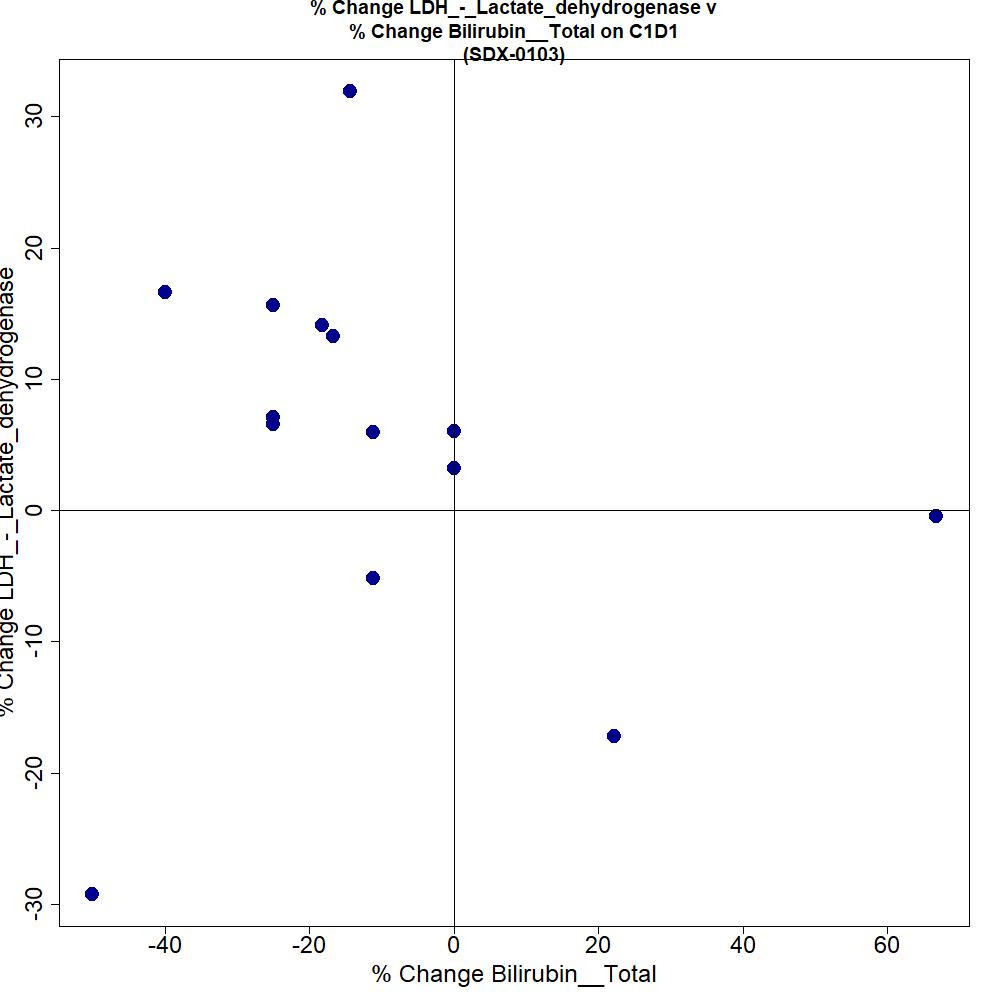 % Change LDH_-_Lactate_dehydrogenase v
% Change Bilirubin__Total on C1D1
(SDX-0103)
% Change LDH_-_Lactate_dehydrogenase
30
20
10
0
-10
-20
-30
-40
-20
0
20
40
60
% Change Bilirubin__Total